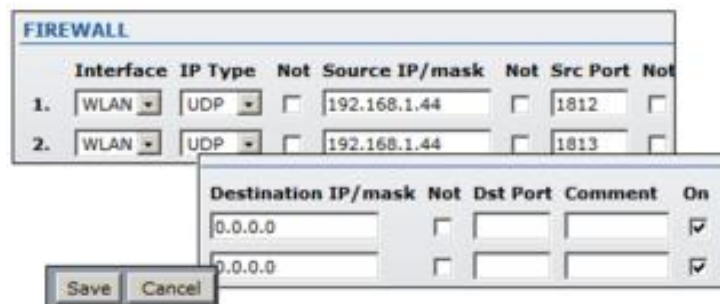 FIREWALL
Interface IP Type Not Source IP/mask Not Src Port Not
1. WLAN UDP 192.168.1.44 1812
2. WLAN UDP 192.168.1.44 1813
Destination IP/mask Not Dst Port Comment On
0.0.0.0
0.0.0.0
Save Cancel